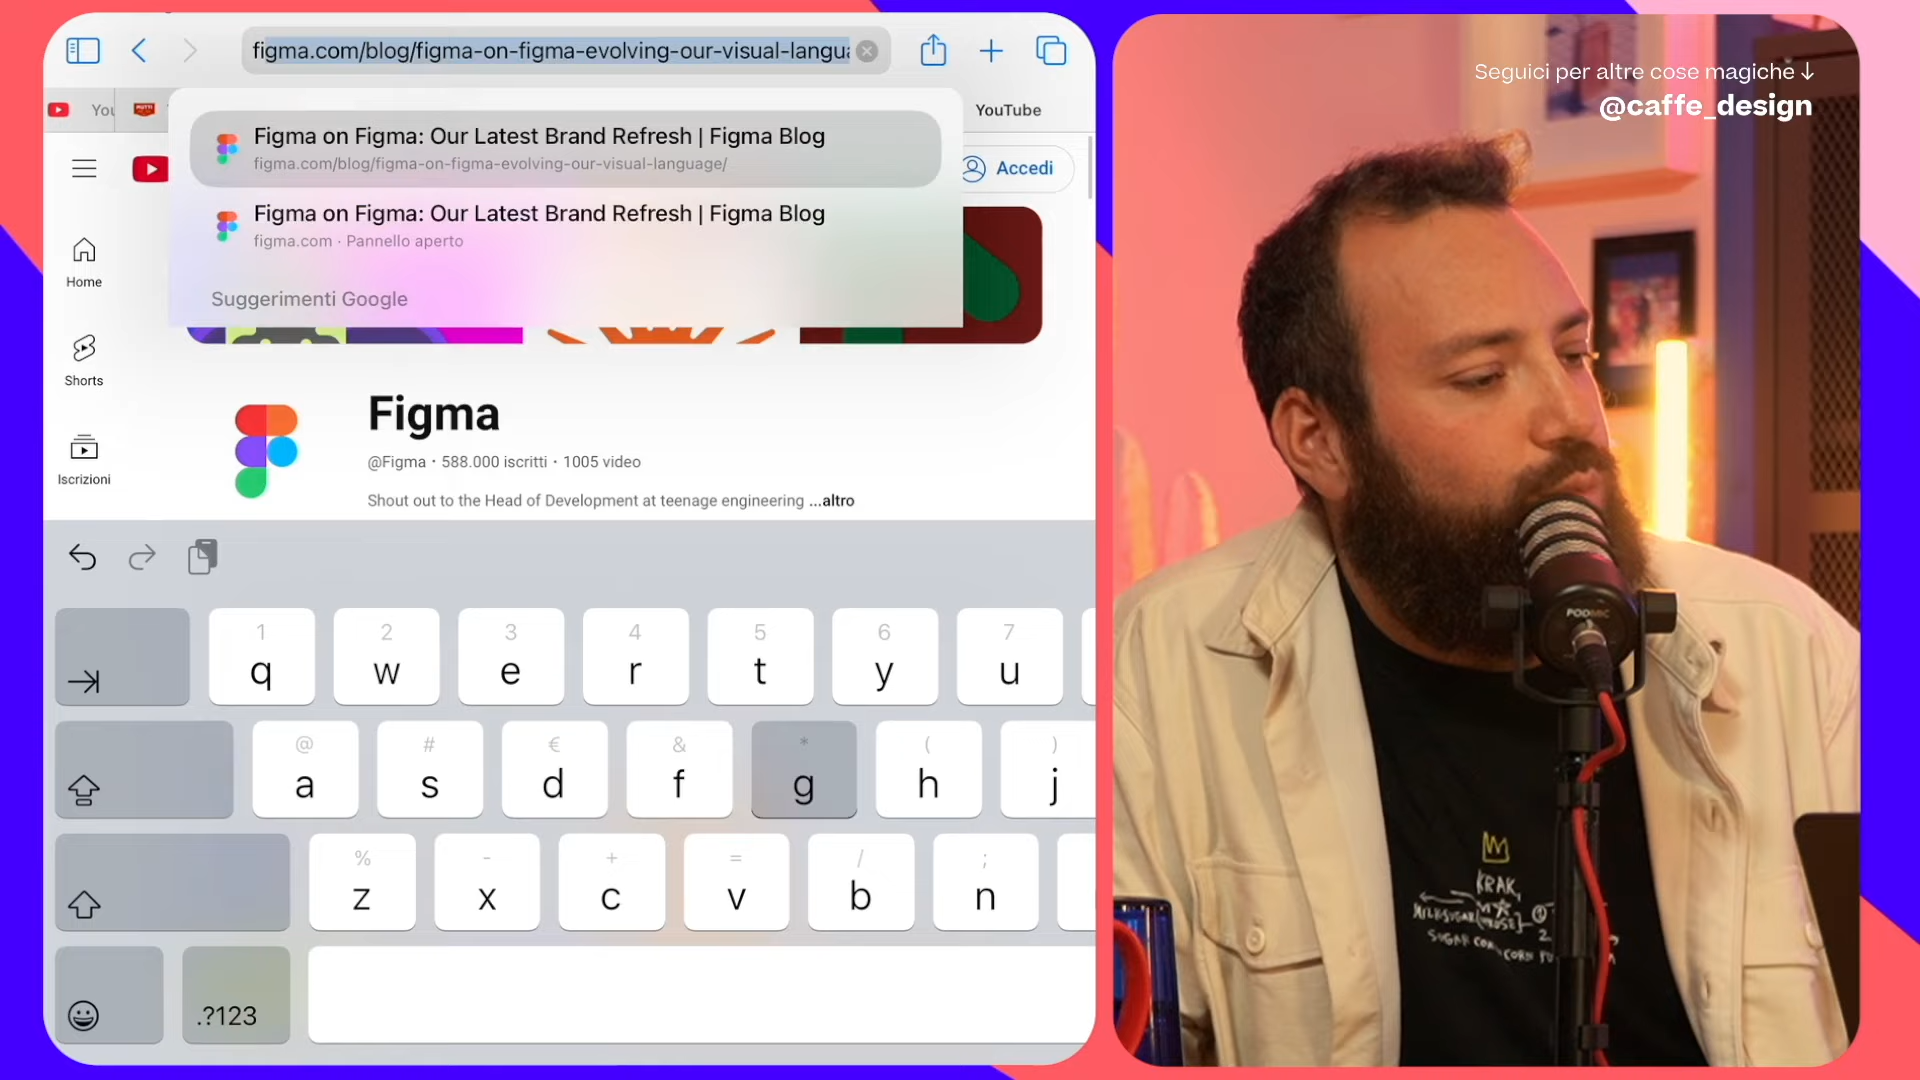 figma.com/blog/figma-on-figma-evolving-our-visual-langua
You
YouTube
Figma on Figma: Our Latest Brand Refresh | Figma Blog
figma.com/blog/figma-on-figma-evolving-our-visual-language/
Figma on Figma: Our Latest Brand Refresh | Figma Blog
figma.com · Pannello aperto
Suggerimenti Google
Accedi
Home
Shorts
Iscrizioni
Figma
@Figma • 588.000 iscritti • 1005 video
Shout out to the Head of Development at teenage engineering ...altro
1 2 3 4 5 6 7
q w e r t y u
@ # € & * ( )
a s d f g h j
% - + = / ;
z x c v b n
.?123
Seguici per altre cose magiche ↓
@caffe_design
PODMIC
KRAK